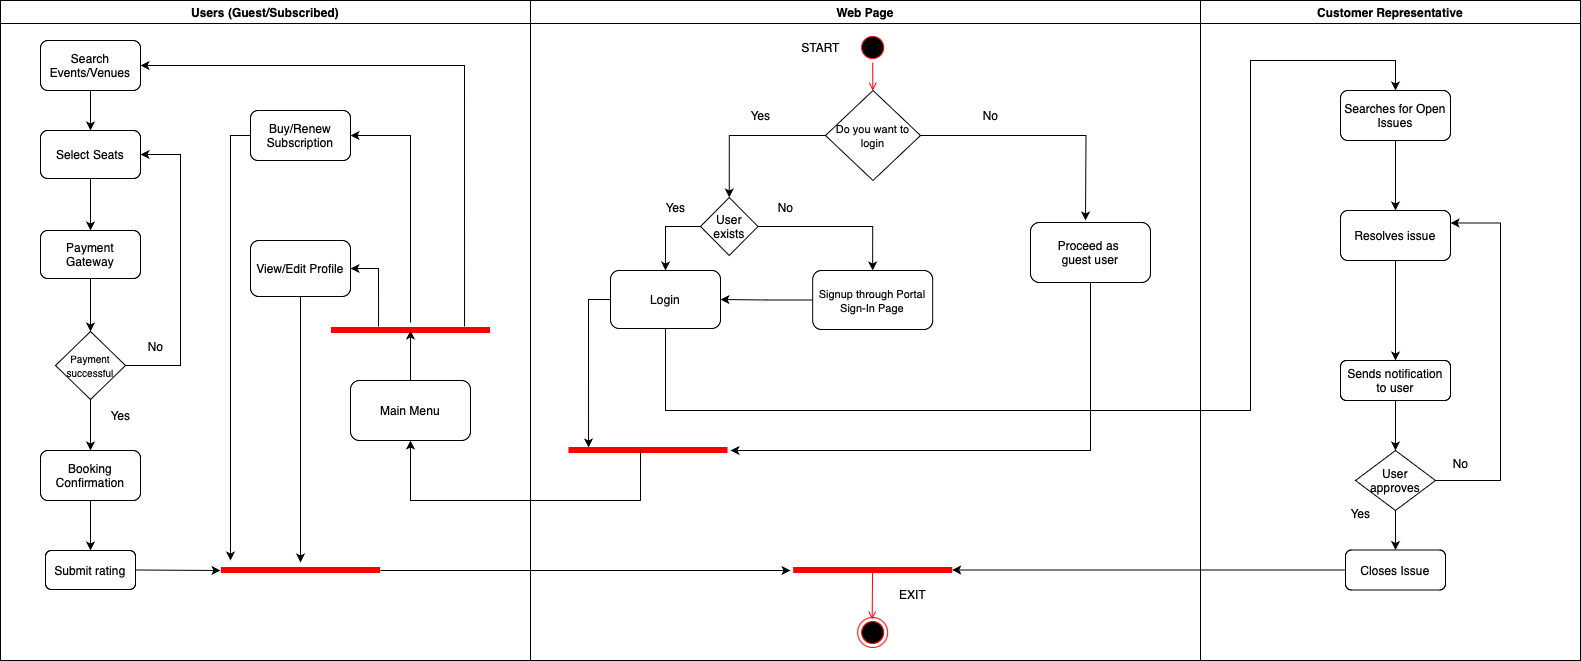 Users (Guest/Subscribed)
Web Page
Customer Representative
Search
Events/Venues
Select Seats
Payment
Gateway
Payment
successful
No
Yes
Booking
Confirmation
Submit rating
Buy/Renew
Subscription
View/Edit Profile
Main Menu
START
Do you want to
login
Yes
No
User
exists
Yes
No
Login
Signup through Portal
Sign-In Page
Proceed as
guest user
EXIT
Searches for Open
Issues
Resolves issue
Sends notification
to user
User
approves
No
Yes
Closes Issue